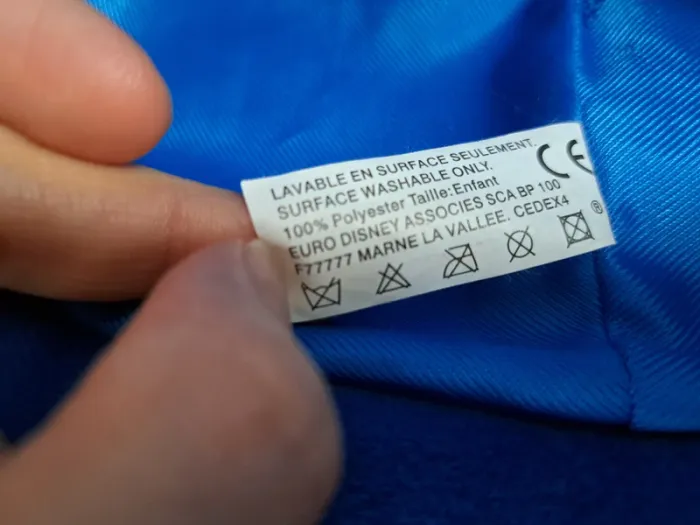 LAVABLE EN SURFACE SEULEMENT.
SURFACE WASHABLE ONLY.
100% Polyester Taille:Enfant
EURO DISNEY ASSOCIES SCA BP 100
F77777 MARNE LA VALLEE. CEDEX4
CE
®